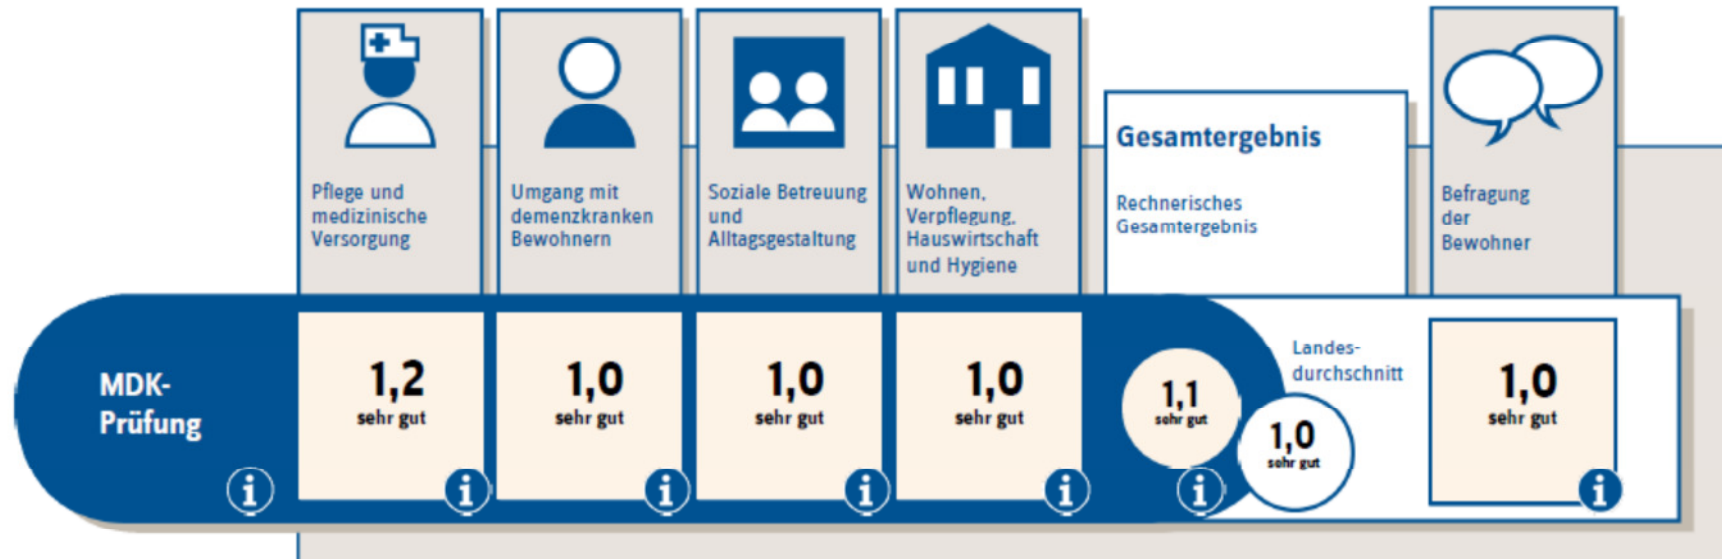 Pflege und
medizinische
Versorgung
Umgang mit
demenzkranken
Bewohnern
Soziale Betreuung
und
Alltagsgestaltung
Wohnen,
Verpflegung,
Hauswirtschaft
und Hygiene
Gesamtergebnis
Rechnerisches
Gesamtergebnis
Befragung
der
Bewohner
MDK-
Prüfung
i
1,2
sehr gut
i
1,0
sehr gut
i
1,0
sehr gut
i
1,0
sehr gut
i
1,1
sehr gut
i
Landes-
durchschnitt
1,0
sehr gut
1,0
sehr gut
i